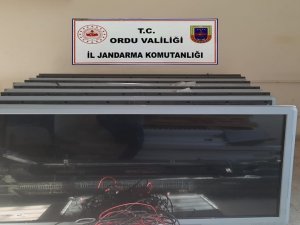 T.C.
ORDU VALİLİĞİ
İL JANDARMA KOMUTANLIĞI